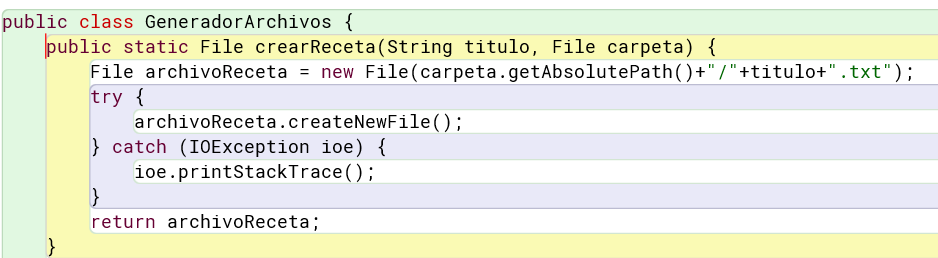 public class GeneradorArchivos {
public static File crearReceta(String titulo, File carpeta) {
File archivoReceta = new File(carpeta.getAbsolutePath()+"/"+titulo+".txt");
try {
archivoReceta.createNewFile();
} catch (IOException ioe) {
ioe.printStackTrace();
}
return archivoReceta;
}